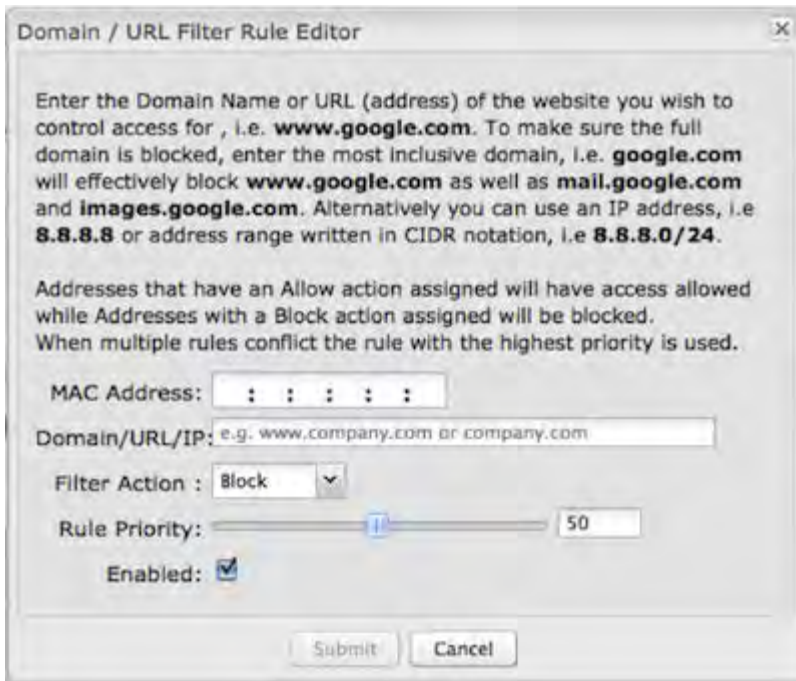 Domain / URL Filter Rule Editor
Enter the Domain Name or URL (address) of the website you wish to
control access for , i.e. www.google.com. To make sure the full
domain is blocked, enter the most inclusive domain, i.e. google.com
will effectively block www.google.com as well as mail.google.com
and images.google.com. Alternatively you can use an IP address, i.e
8.8.8.8 or address range written in CIDR notation, i.e 8.8.8.0/24.
Addresses that have an Allow action assigned will have access allowed
while Addresses with a Block action assigned will be blocked.
When multiple rules conflict the rule with the highest priority is used.
MAC Address: : : : : :
Domain/URL/IP: e.g. www.company.com or company.com
Filter Action : Block
Rule Priority: 50
Enabled:
Submit Cancel